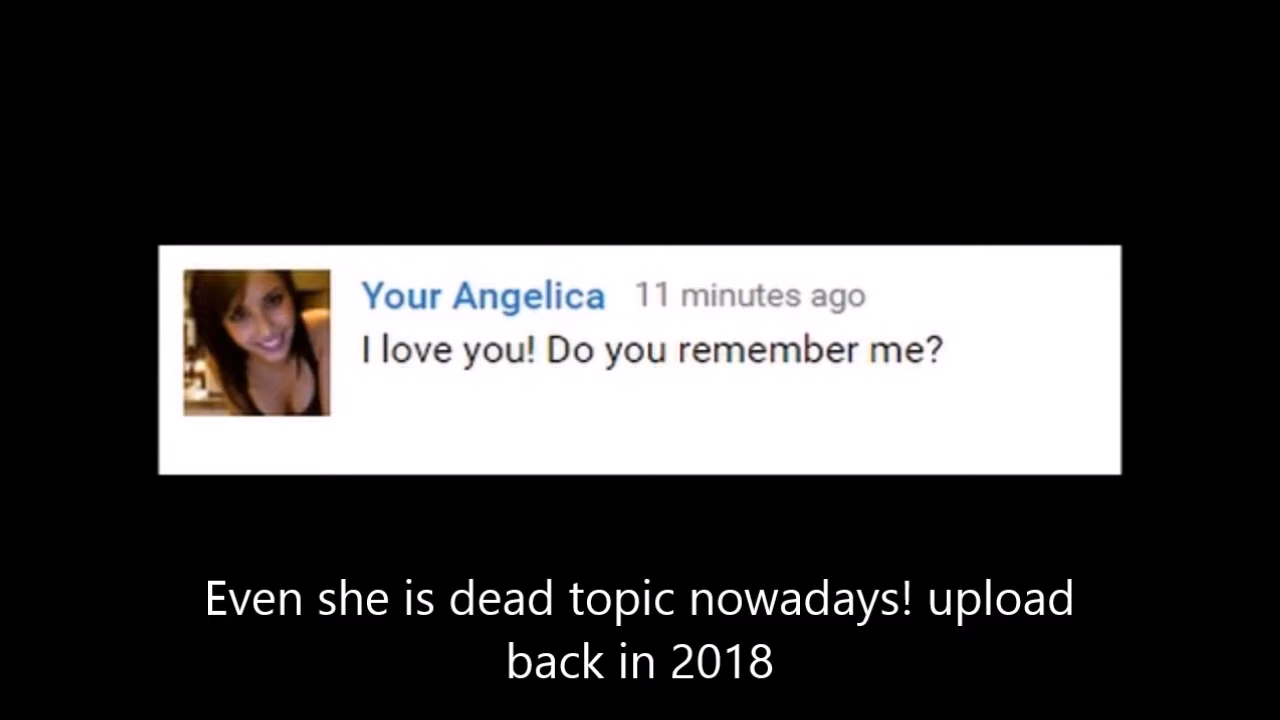 Your Angelica 11 minutes ago
I love you! Do you remember me?
Even she is dead topic nowadays! upload
back in 2018